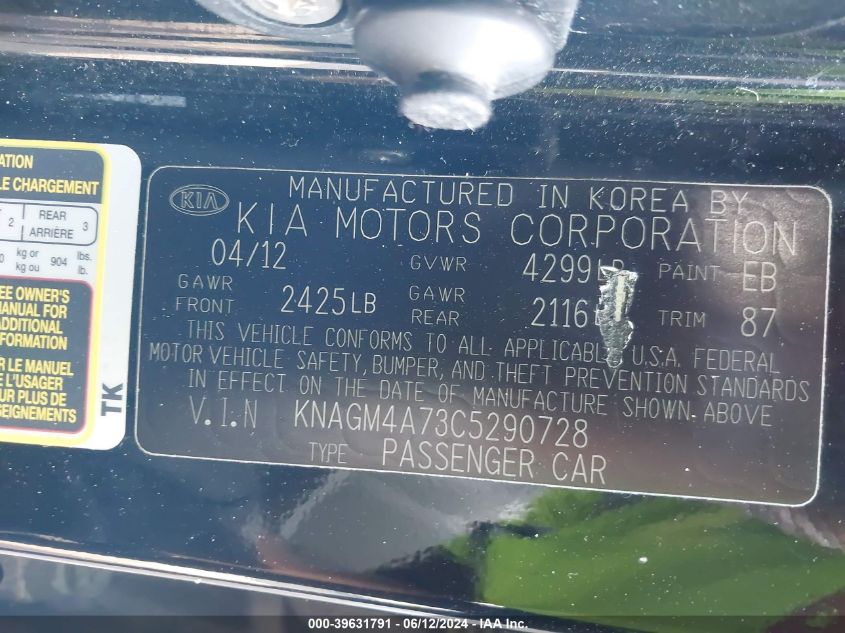 ATION
LE CHARGEMENT
2 REAR 3
ARRIÈRE
kg or 904 lbs.
kg ou lb.
EE OWNER'S
MANUAL FOR
ADDITIONAL
NFORMATION
R LE MANUEL
E L'USAGER
R PLUS DE
SEIGNEMENTS
TK
KIA
MANUFACTURED IN KOREA BY
KIA MOTORS CORPORATION
04/12 GVWR 4299LB PAINT EB
GAWR FRONT 2425LB GAWR REAR 2116 TRIM 87
THIS VEHICLE CONFORMS TO ALL APPLICABLE U.S.A. FEDERAL
MOTOR VEHICLE SAFETY, BUMPER, AND THEFT PREVENTION STANDARDS
IN EFFECT ON THE DATE OF MANUFACTURE SHOWN ABOVE
V.I.N KNAGM4A73C5290728
TYPE PASSENGER CAR
000-39631791 - 06/12/2024 - IAA Inc.